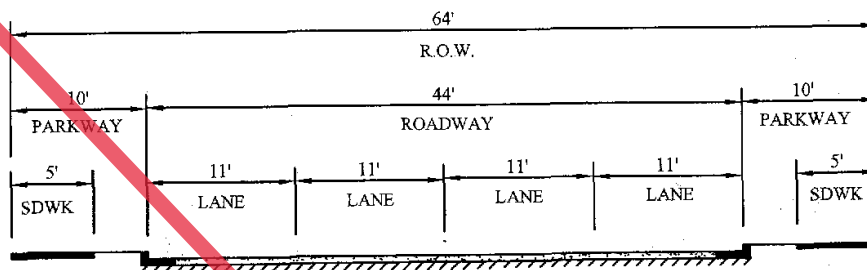 64'
R.O.W.
10' 44' 10'
PARKWAY ROADWAY PARKWAY
5' 11' 11' 11' 11' 5'
SDWK LANE LANE LANE LANE SDWK